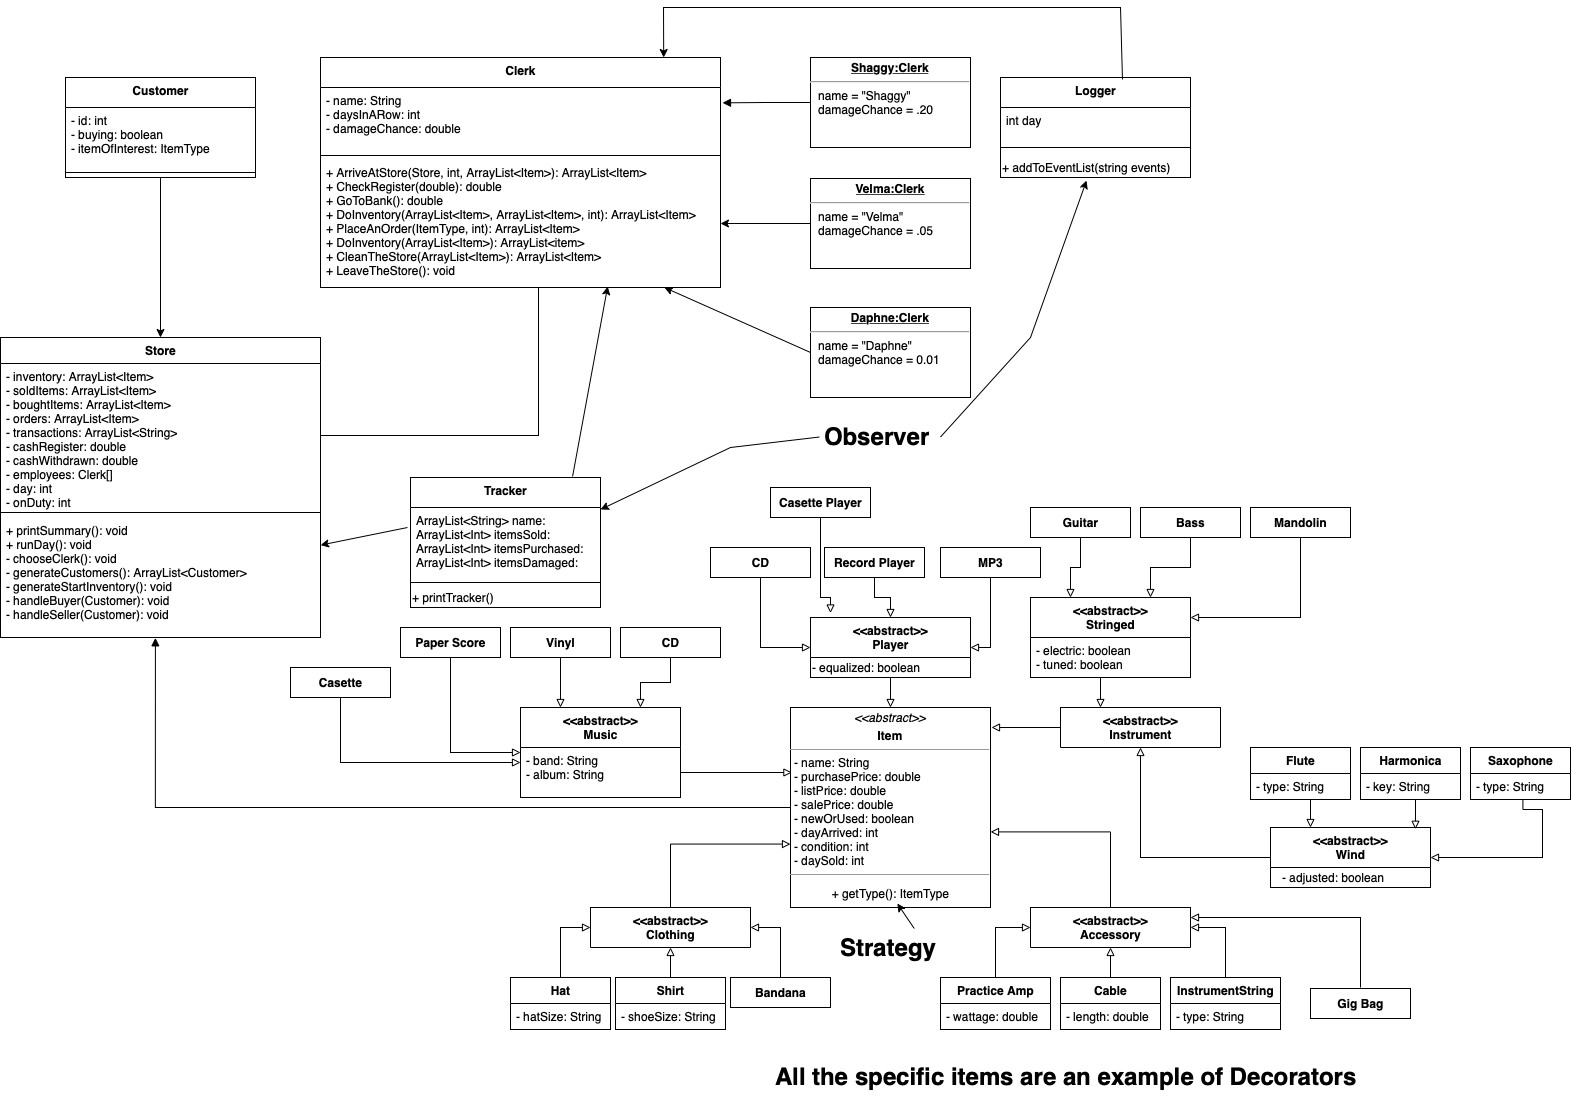 Customer
- id: int
- buying: boolean
- itemOfInterest: ItemType
Clerk
- name: String
- daysInARow: int
- damageChance: double
+ ArriveAtStore(Store, int, ArrayList<Item>): ArrayList<Item>
+ CheckRegister(double): double
+ GoToBank(): double
+ DoInventory(ArrayList<Item>, ArrayList<Item>, int): ArrayList<Item>
+ PlaceAnOrder(ItemType, int): ArrayList<Item>
+ DoInventory(ArrayList<Item>): ArrayList<item>
+ CleanTheStore(ArrayList<Item>): ArrayList<Item>
+ LeaveTheStore(): void
Shaggy:Clerk
name = "Shaggy"
damageChance = .20
Velma:Clerk
name = "Velma"
damageChance = .05
Daphne:Clerk
name = "Daphne"
damageChance = 0.01
Logger
int day
+ addToEventList(string events)
Store
- inventory: ArrayList<Item>
- soldItems: ArrayList<Item>
- boughtItems: ArrayList<Item>
- orders: ArrayList<Item>
- transactions: ArrayList<String>
- cashRegister: double
- cashWithdrawn: double
- employees: Clerk[]
- day: int
- onDuty: int
+ printSummary(): void
+ runDay(): void
- chooseClerk(): void
- generateCustomers(): ArrayList<Customer>
- generateStartInventory(): void
- handleBuyer(Customer): void
- handleSeller(Customer): void
Observer
Tracker
ArrayList<String> name:
ArrayList<Int> itemsSold:
ArrayList<Int> itemsPurchased:
ArrayList<Int> itemsDamaged:
+ printTracker()
Casette Player
CD
Record Player
MP3
<<abstract>>
Player
- equalized: boolean
Guitar
Bass
Mandolin
<<abstract>>
Stringed
- electric: boolean
- tuned: boolean
Casette
Paper Score
Vinyl
CD
<<abstract>>
Music
- band: String
- album: String
<<abstract>>
Item
- name: String
- purchasePrice: double
- listPrice: double
- salePrice: double
- newOrUsed: boolean
- dayArrived: int
- condition: int
- daySold: int
+ getType(): ItemType
<<abstract>>
Instrument
Flute
- type: String
Harmonica
- key: String
Saxophone
- type: String
<<abstract>>
Wind
- adjusted: boolean
<<abstract>>
Clothing
Hat
- hatSize: String
Shirt
- shoeSize: String
Bandana
Strategy
<<abstract>>
Accessory
Practice Amp
- wattage: double
Cable
- length: double
InstrumentString
- type: String
Gig Bag
All the specific items are an example of Decorators